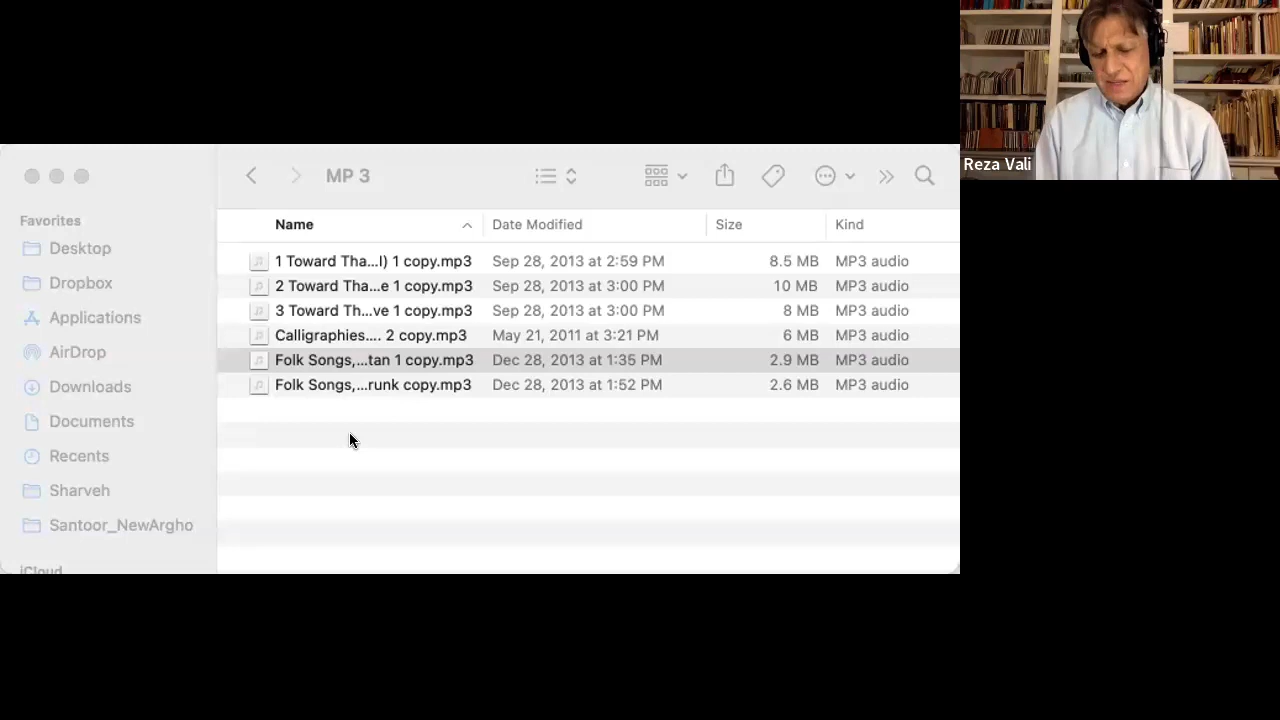 Reza Vali
MP 3
Favorites
Desktop
Dropbox
Applications
AirDrop
Downloads
Documents
Recents
Sharveh
Santoor_NewArgho
iCloud
Name Date Modified Size Kind
1 Toward Tha...l) 1 copy.mp3 Sep 28, 2013 at 2:59 PM 8.5 MB MP3 audio
2 Toward Tha...e 1 copy.mp3 Sep 28, 2013 at 3:00 PM 10 MB MP3 audio
3 Toward Th...ve 1 copy.mp3 Sep 28, 2013 at 3:00 PM 8 MB MP3 audio
Calligraphies.... 2 copy.mp3 May 21, 2011 at 3:21 PM 6 MB MP3 audio
Folk Songs,...tan 1 copy.mp3 Dec 28, 2013 at 1:35 PM 2.9 MB MP3 audio
Folk Songs,...runk copy.mp3 Dec 28, 2013 at 1:52 PM 2.6 MB MP3 audio